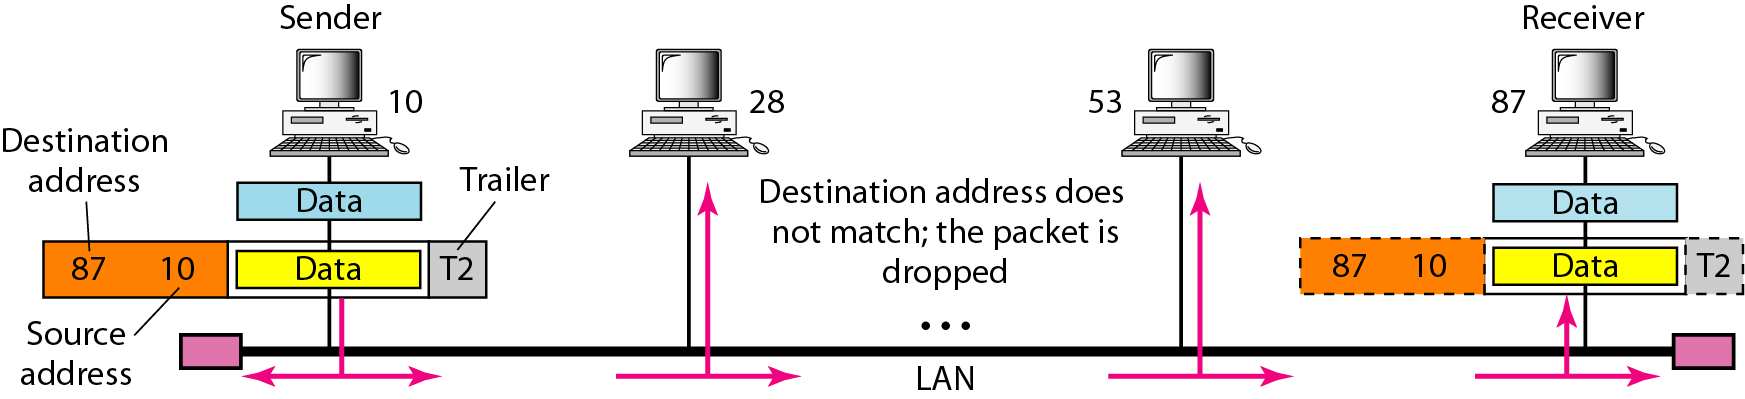 Sender
Receiver
10
28
53
87
Destination
address
Trailer
Data
Destination address does
not match; the packet is
dropped
Data
87 10
Data
T2
87 10
Data
T2
Source
address
...
LAN